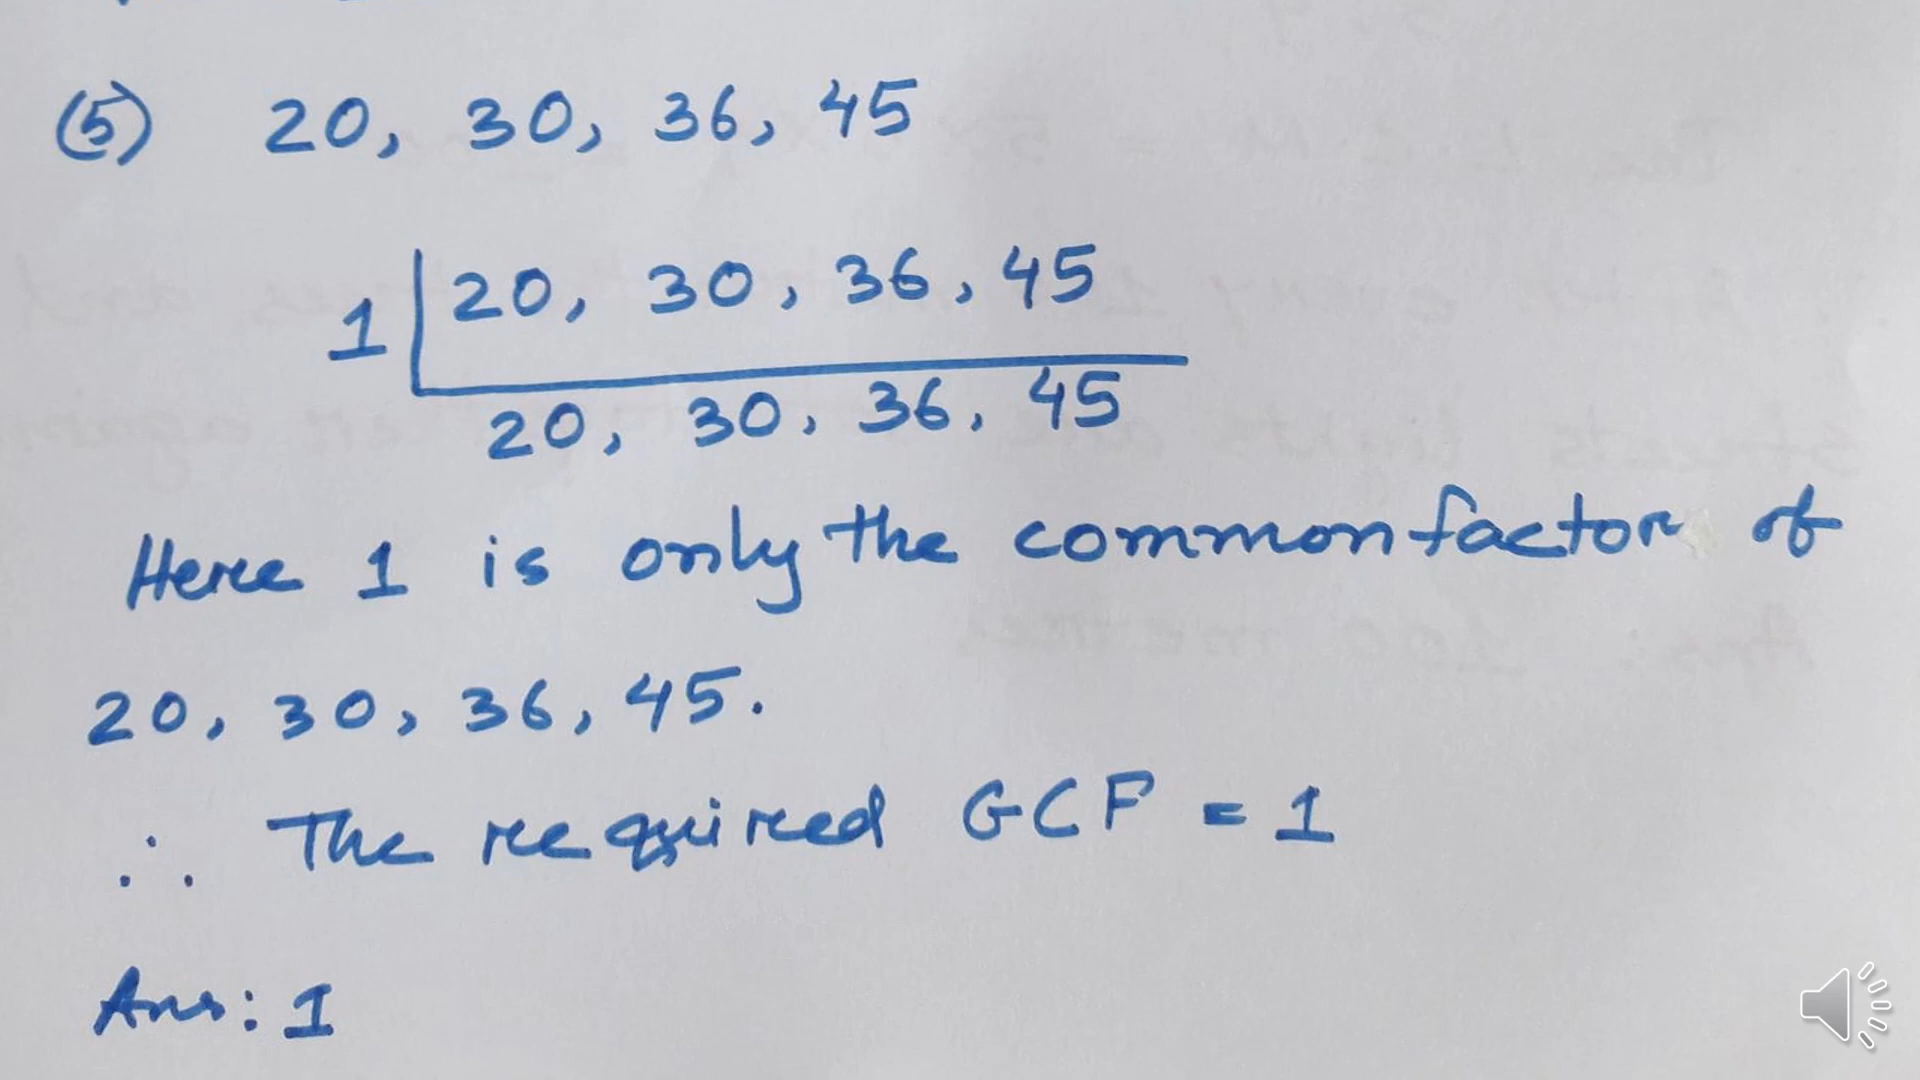 (5) 20, 30, 36, 45
1 20, 30, 36, 45
20, 30, 36, 45
Here 1 is only the common factor of
20, 30, 36, 45.
∴ The required GCF = 1
Ans: 1